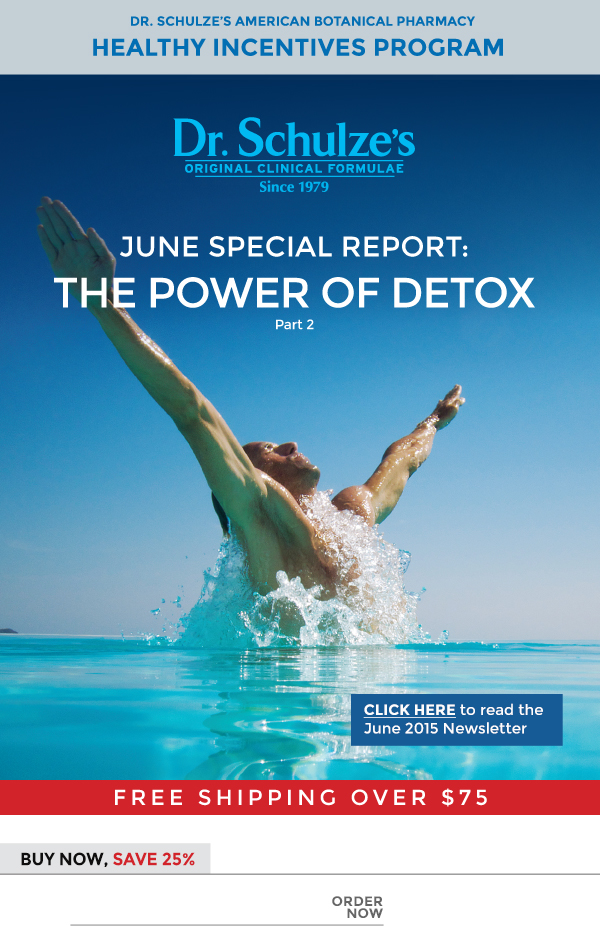 DR. SCHULZE'S AMERICAN BOTANICAL PHARMACY
HEALTHY INCENTIVES PROGRAM
Dr. Schulze's
ORIGINAL CLINICAL FORMULAE
Since 1979
JUNE SPECIAL REPORT:
THE POWER OF DETOX
Part 2
CLICK HERE to read the
June 2015 Newsletter
FREE SHIPPING OVER $75
BUY NOW, SAVE 25%
ORDER
NOW